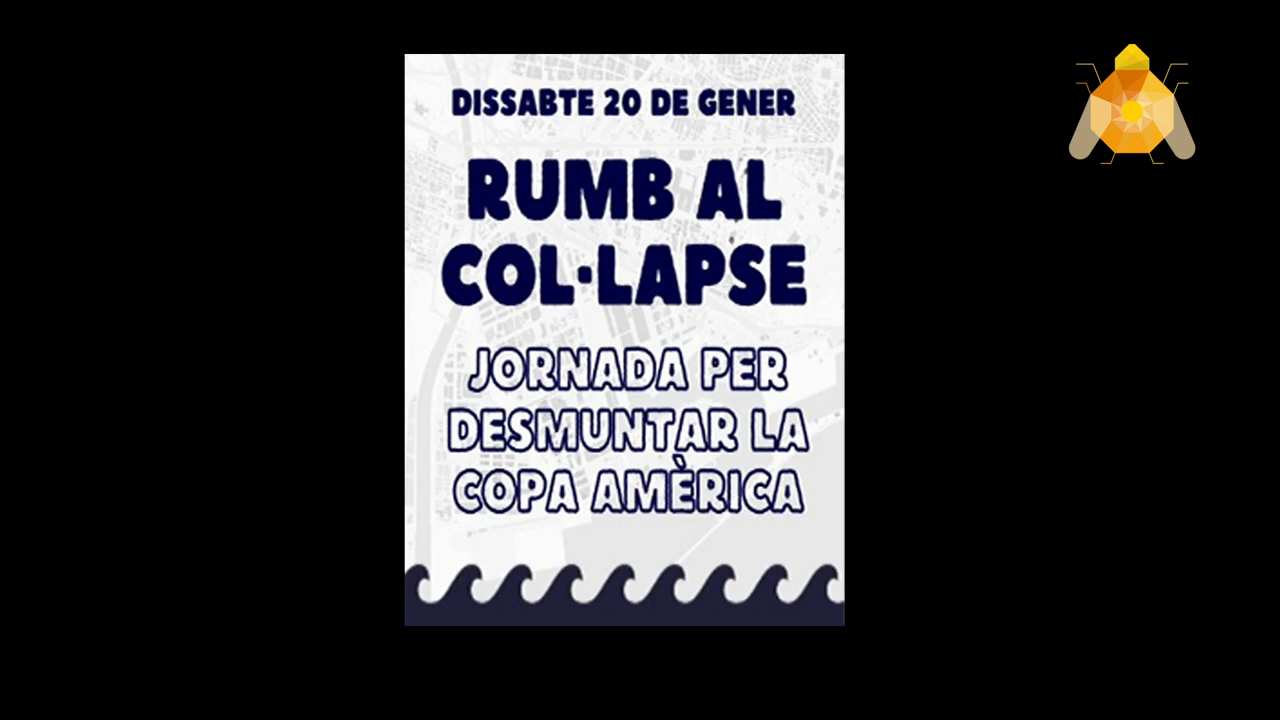 DISSABTE 20 DE GENER
RUMB AL
COL·LAPSE
JORNADA PER
DESMUNTAR LA
COPA AMÈRICA